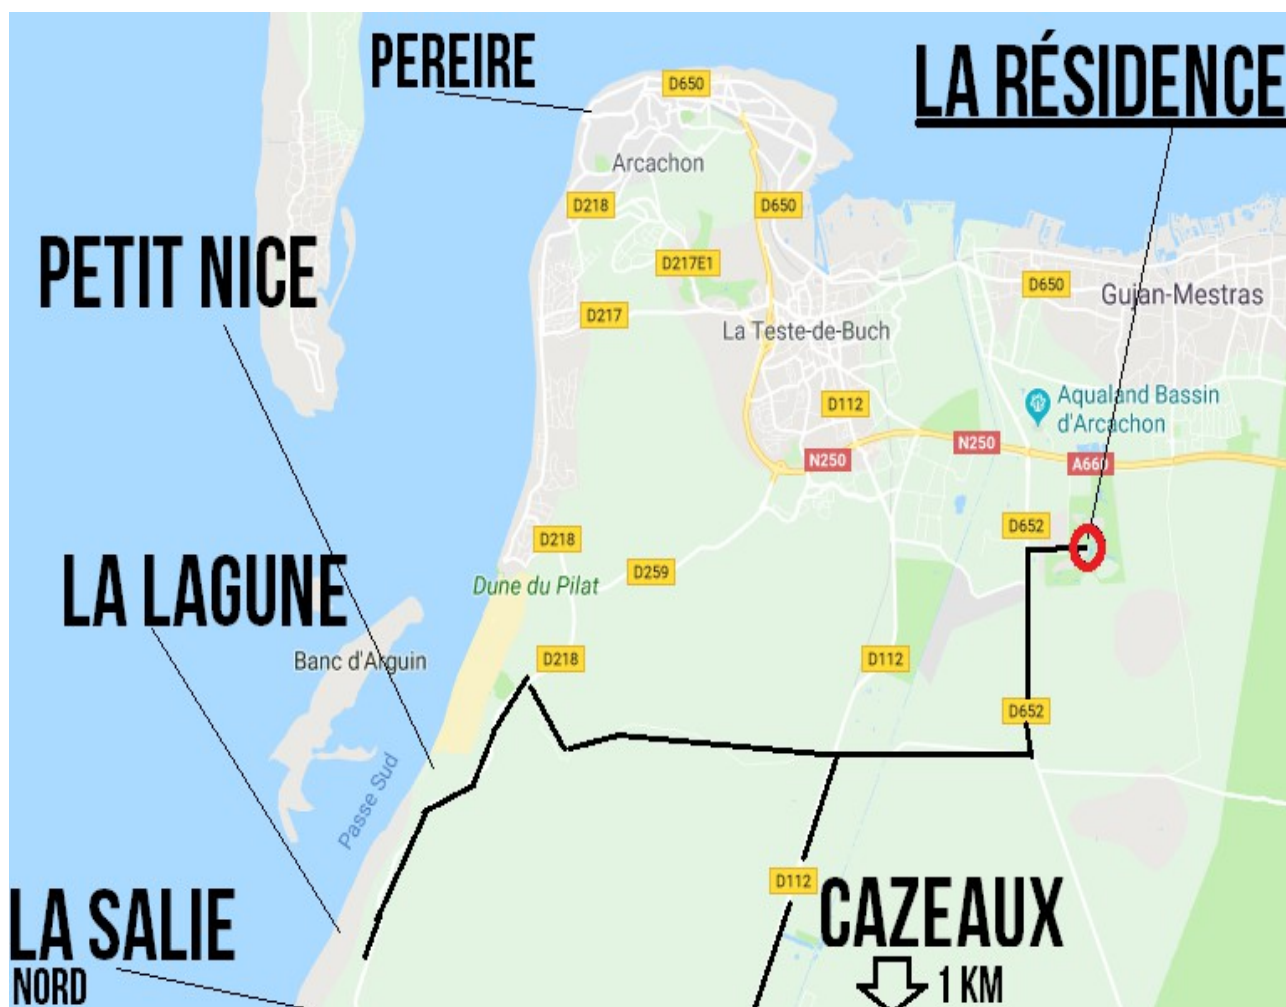 PEREIRE
LA RÉSIDENCE
D650
Arcachon
D218
D650
PETIT NICE
D217E1
D650
Gujan-Mestras
D217
La Teste-de-Buch
D112
Aqualand Bassin
d'Arcachon
N250
N250
A660
D218
D652
Dune du Pilat
D259
LA LAGUNE
Banc d'Arguin
D218
D112
D652
Passe Sud
D112
LA SALIE
NORD
CAZEAUX
1 KM